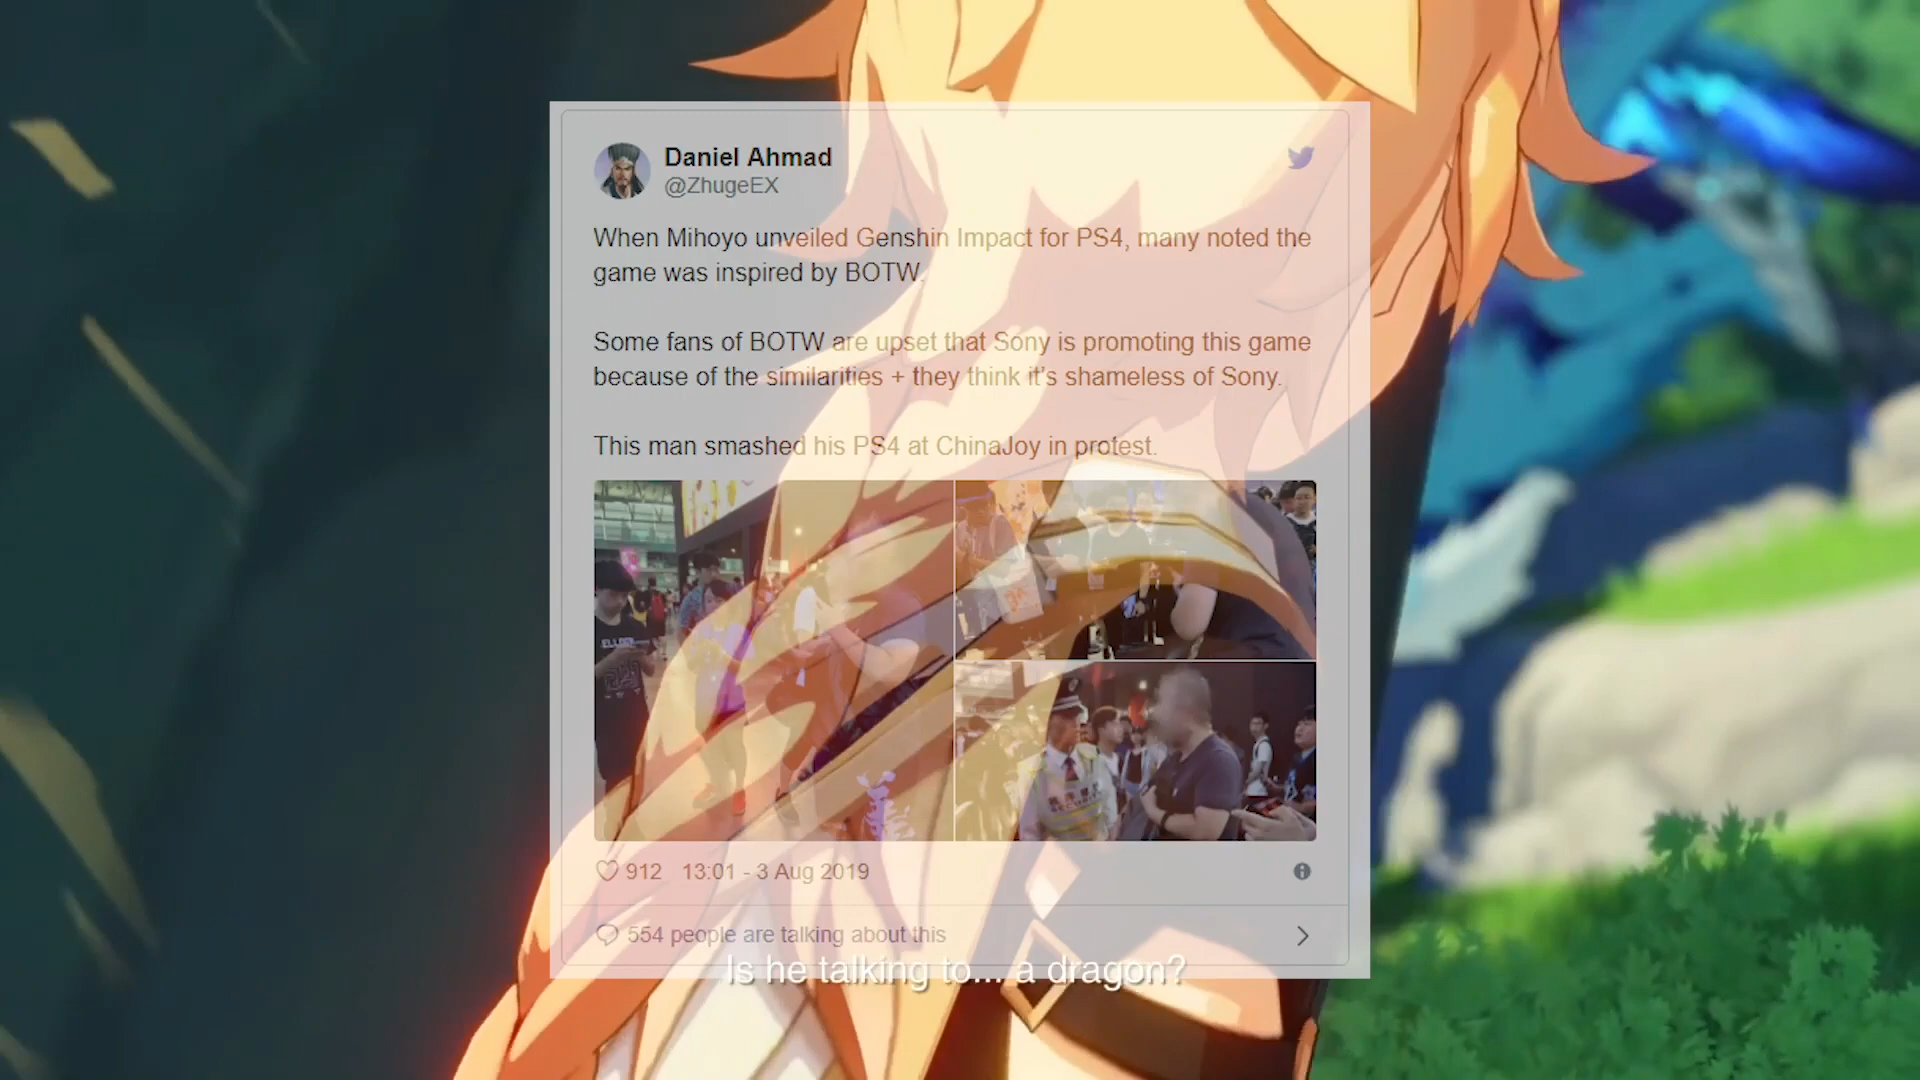 Daniel Ahmad
@ZhugeEX
When Mihoyo unveiled Genshin Impact for PS4, many noted the
game was inspired by BOTW.
Some fans of BOTW are upset that Sony is promoting this game
because of the similarities + they think it's shameless of Sony.
This man smashed his PS4 at ChinaJoy in protest.
912 13:01 - 3 Aug 2019
554 people are talking about this
Is he talking to... a dragon?